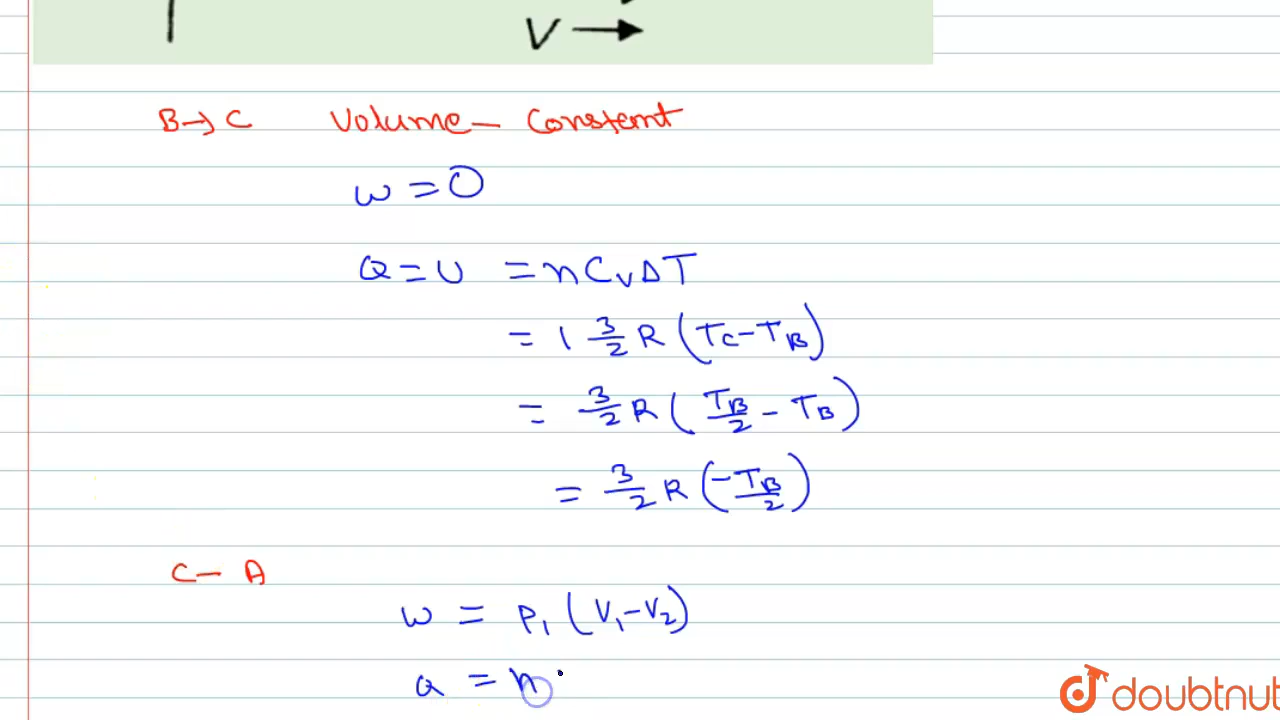 V →
B → C Volume – Constant
W = 0
Q = U = nCvΔT
= 1 3/2 R (TC - TB)
= 3/2 R (TB/2 - TB)
= 3/2 R (-TB/2)
C – A
W = P1 (V1 - V2)
Q = n
doubtnut